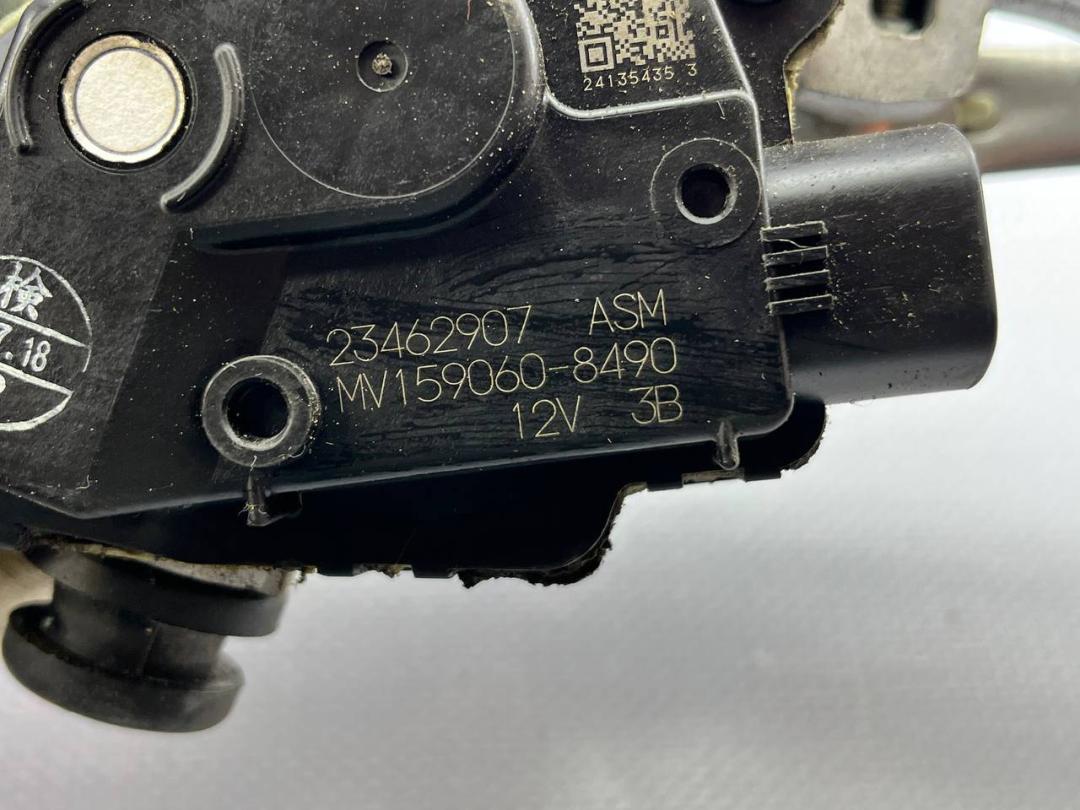 24135435 3
23462907 ASM
MV159060-8490
12V 3B
検
7.18